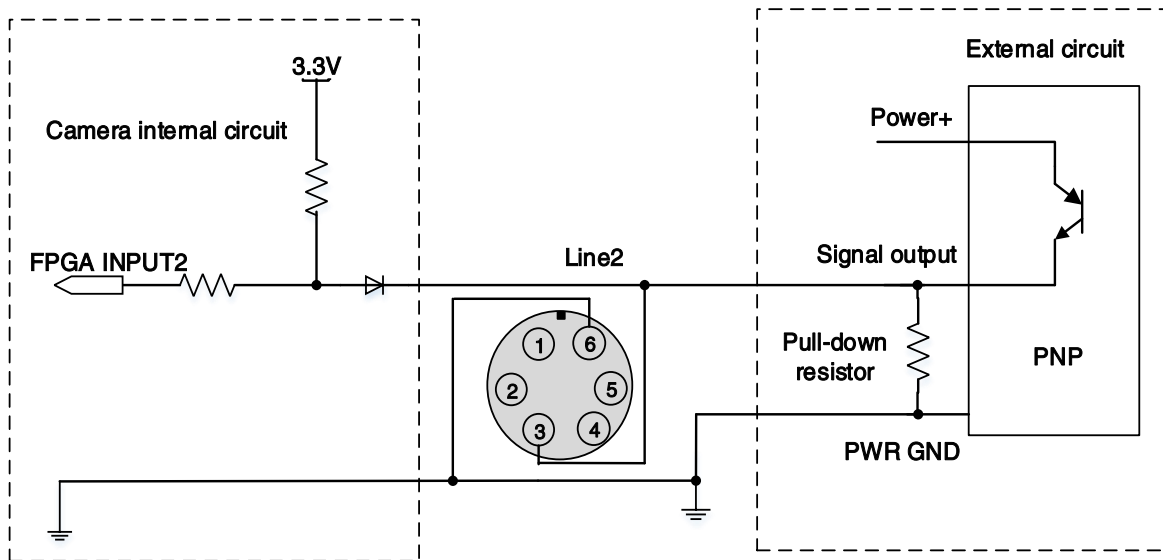 External circuit
3.3V
Camera internal circuit
Power+
FPGA INPUT2
Line2
Signal output
1
6
Pull-down
resistor
PNP
2
5
3
4
PWR GND